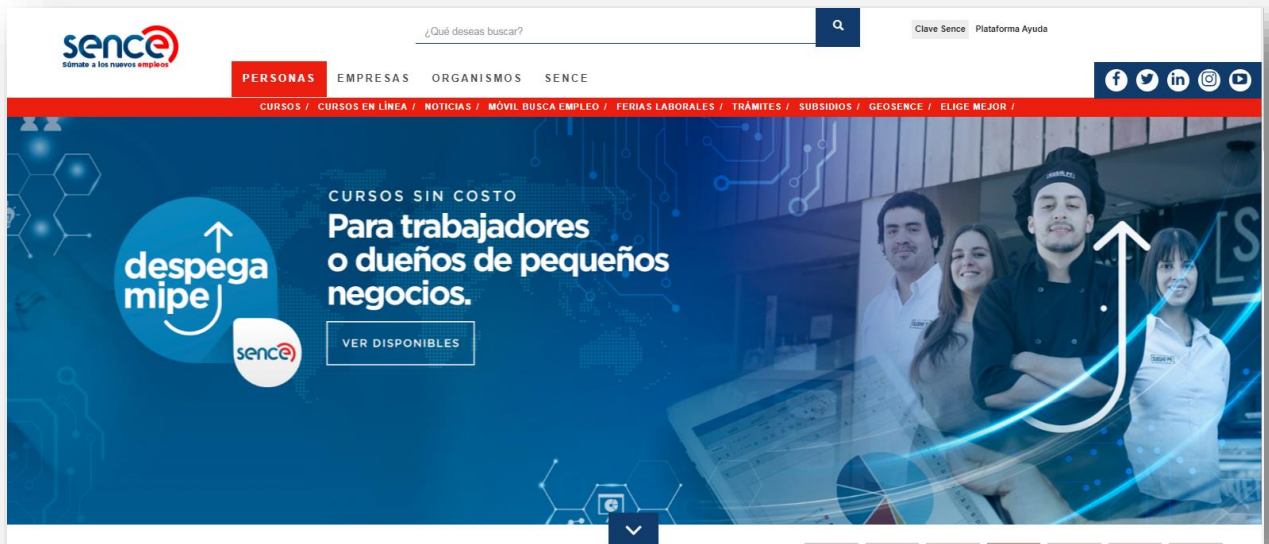 ¿Qué deseas buscar?
Clave Sence Plataforma Ayuda
sence
Súmate a los nuevos empleos
PERSONAS EMPRESAS ORGANISMOS SENCE
CURSOS / CURSOS EN LÍNEA / NOTICIAS / MÓVIL BUSCA EMPLEO / FERIAS LABORALES / TRÁMITES / SUBSIDIOS / GEOSENCE / ELIGE MEJOR /
despega
mipe
sence
CURSOS SIN COSTO
Para trabajadores
o dueños de pequeños
negocios.
VER DISPONIBLES